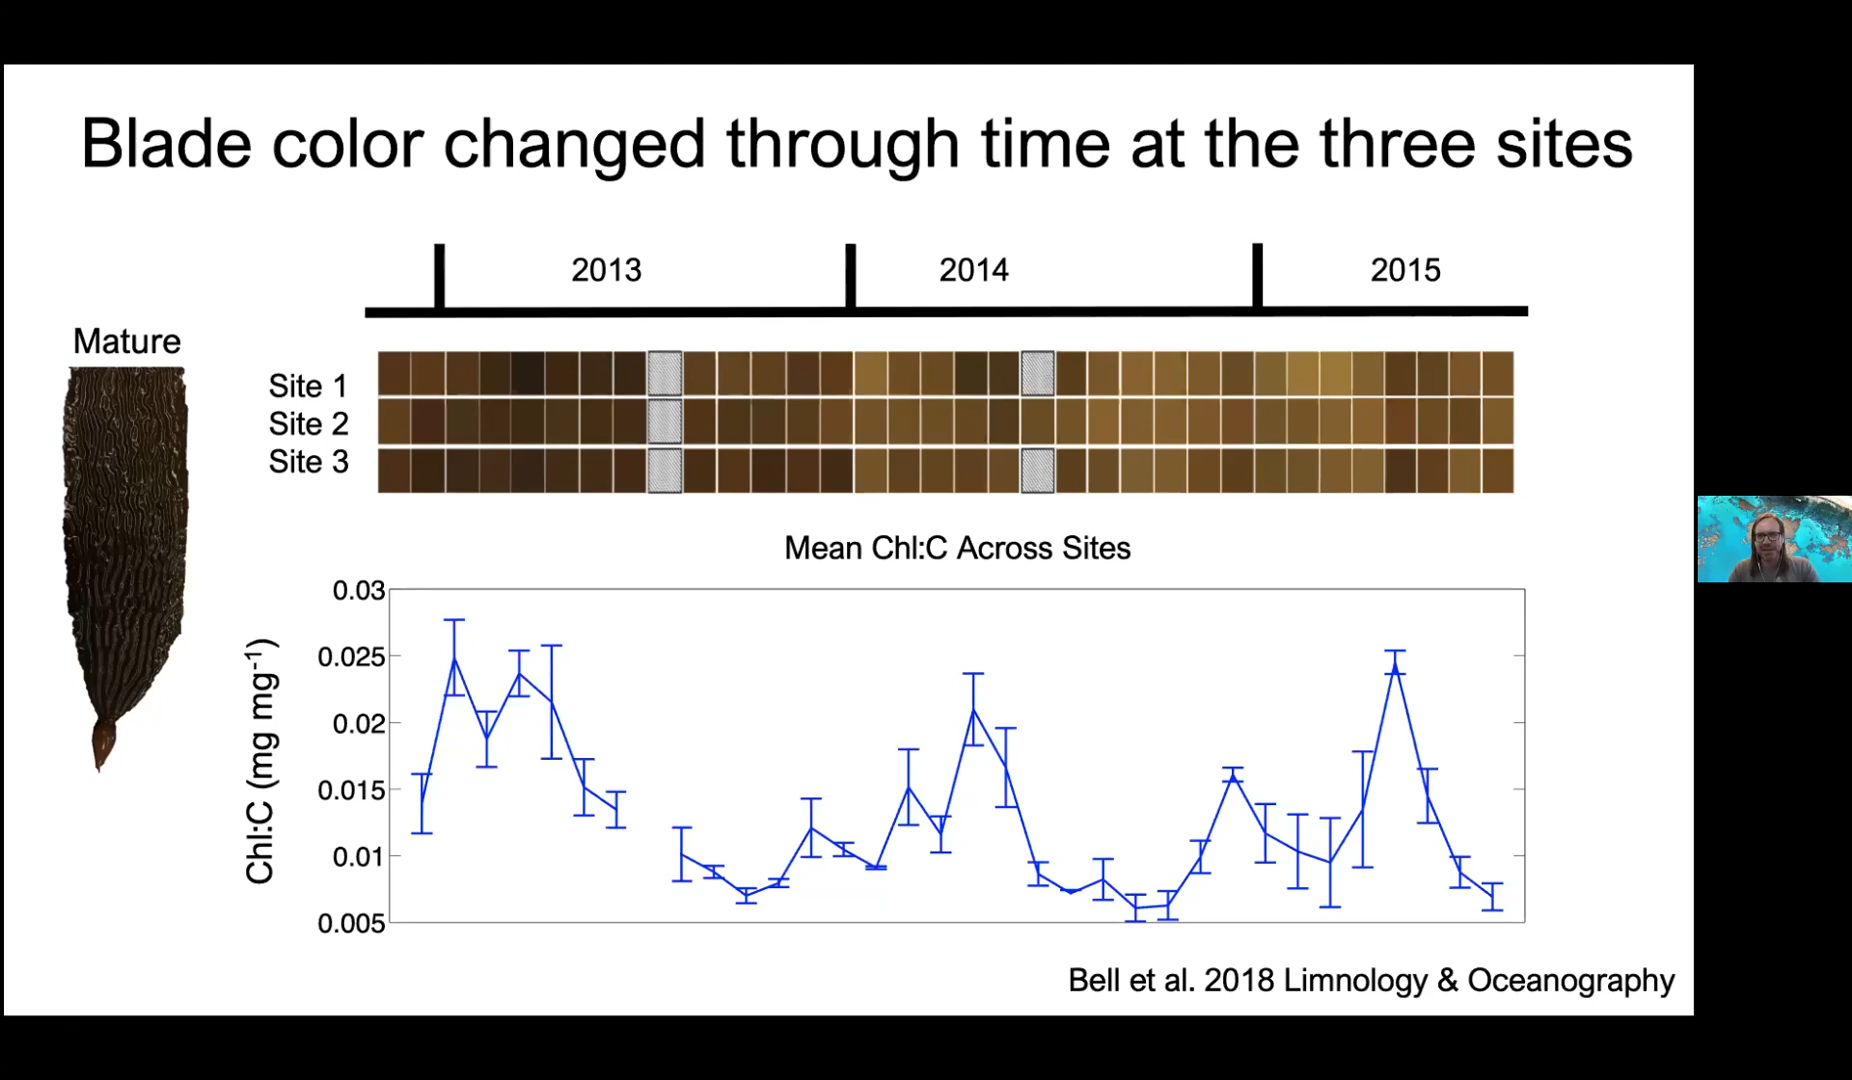 Blade color changed through time at the three sites
2013 2014 2015
Mature
Site 1
Site 2
Site 3
Mean Chl:C Across Sites
Chl:C (mg mg⁻¹)
0.03
0.025
0.02
0.015
0.01
0.005
Bell et al. 2018 Limnology & Oceanography